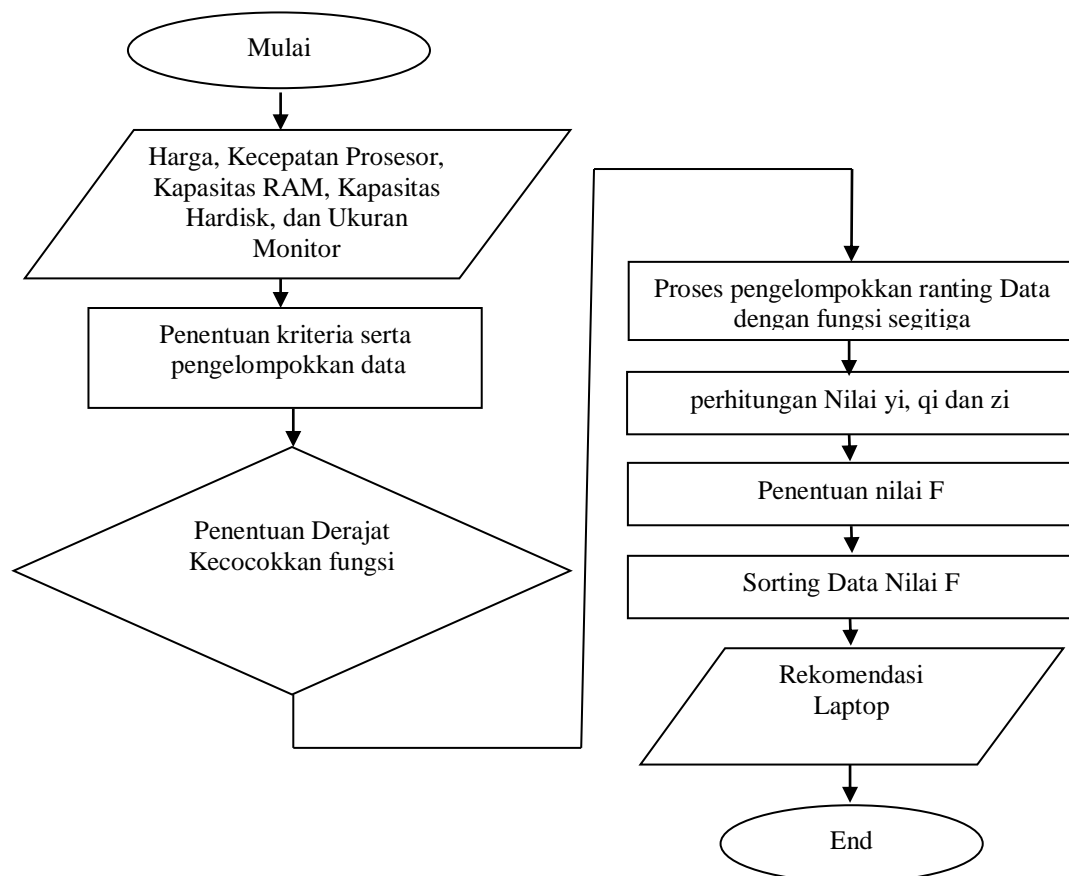 Mulai
Harga, Kecepatan Prosesor,
Kapasitas RAM, Kapasitas
Hardisk, dan Ukuran
Monitor
Penentuan kriteria serta
pengelompokkan data
Penentuan Derajat
Kecocokkan fungsi
Proses pengelompokkan ranting Data
dengan fungsi segitiga
perhitungan Nilai yi, qi dan zi
Penentuan nilai F
Sorting Data Nilai F
Rekomendasi
Laptop
End